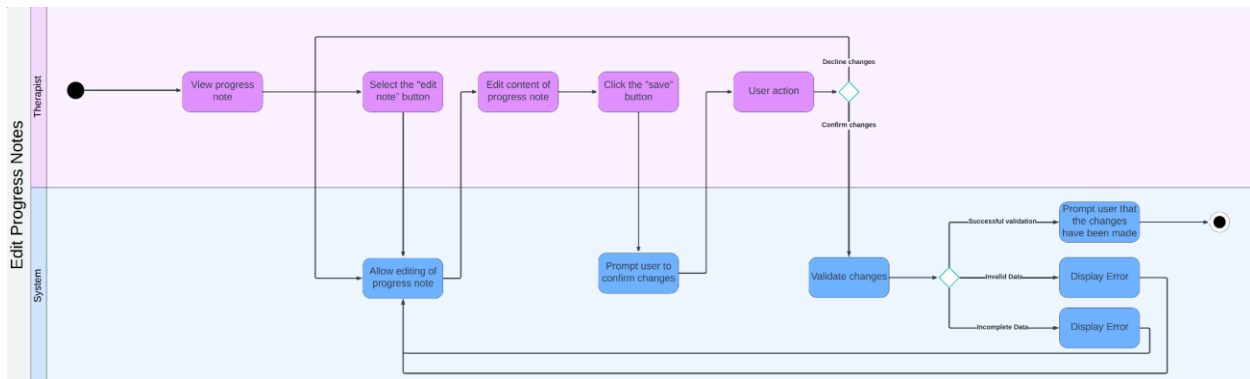 Edit Progress Notes
Therapist
View progress
note
Select the "edit
note" button
Edit content of
progress note
Click the "save"
button
User action
Decline changes
Confirm changes
System
Allow editing of
progress note
Prompt user to
confirm changes
Validate changes
Successful validation
Prompt user that
the changes
have been made
Invalid Data
Display Error
Incomplete Data
Display Error